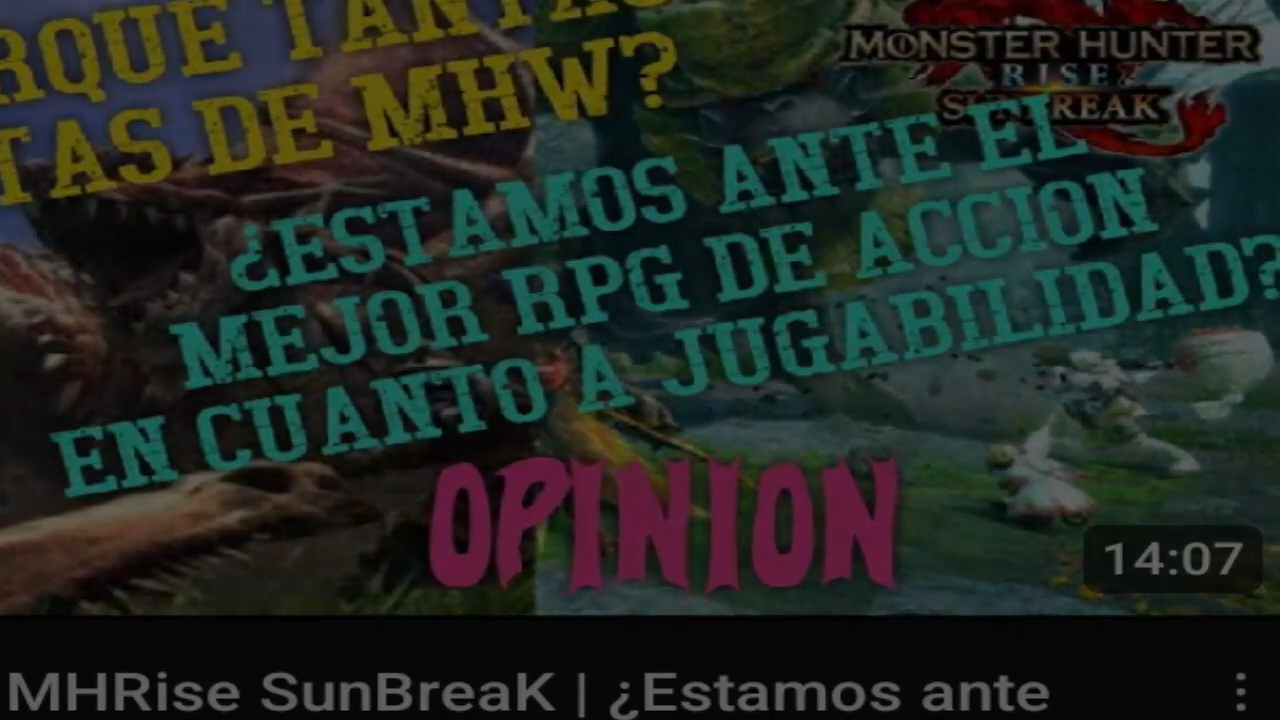 RQUE TANTAS
TAS DE MHW?
MONSTER HUNTER
RISE
SUNBREAK
¿ESTAMOS ANTE EL
MEJOR RPG DE ACCION
EN CUANTO A JUGABILIDAD?
OPINION
14:07
MHRise SunBreaK | ¿Estamos ante